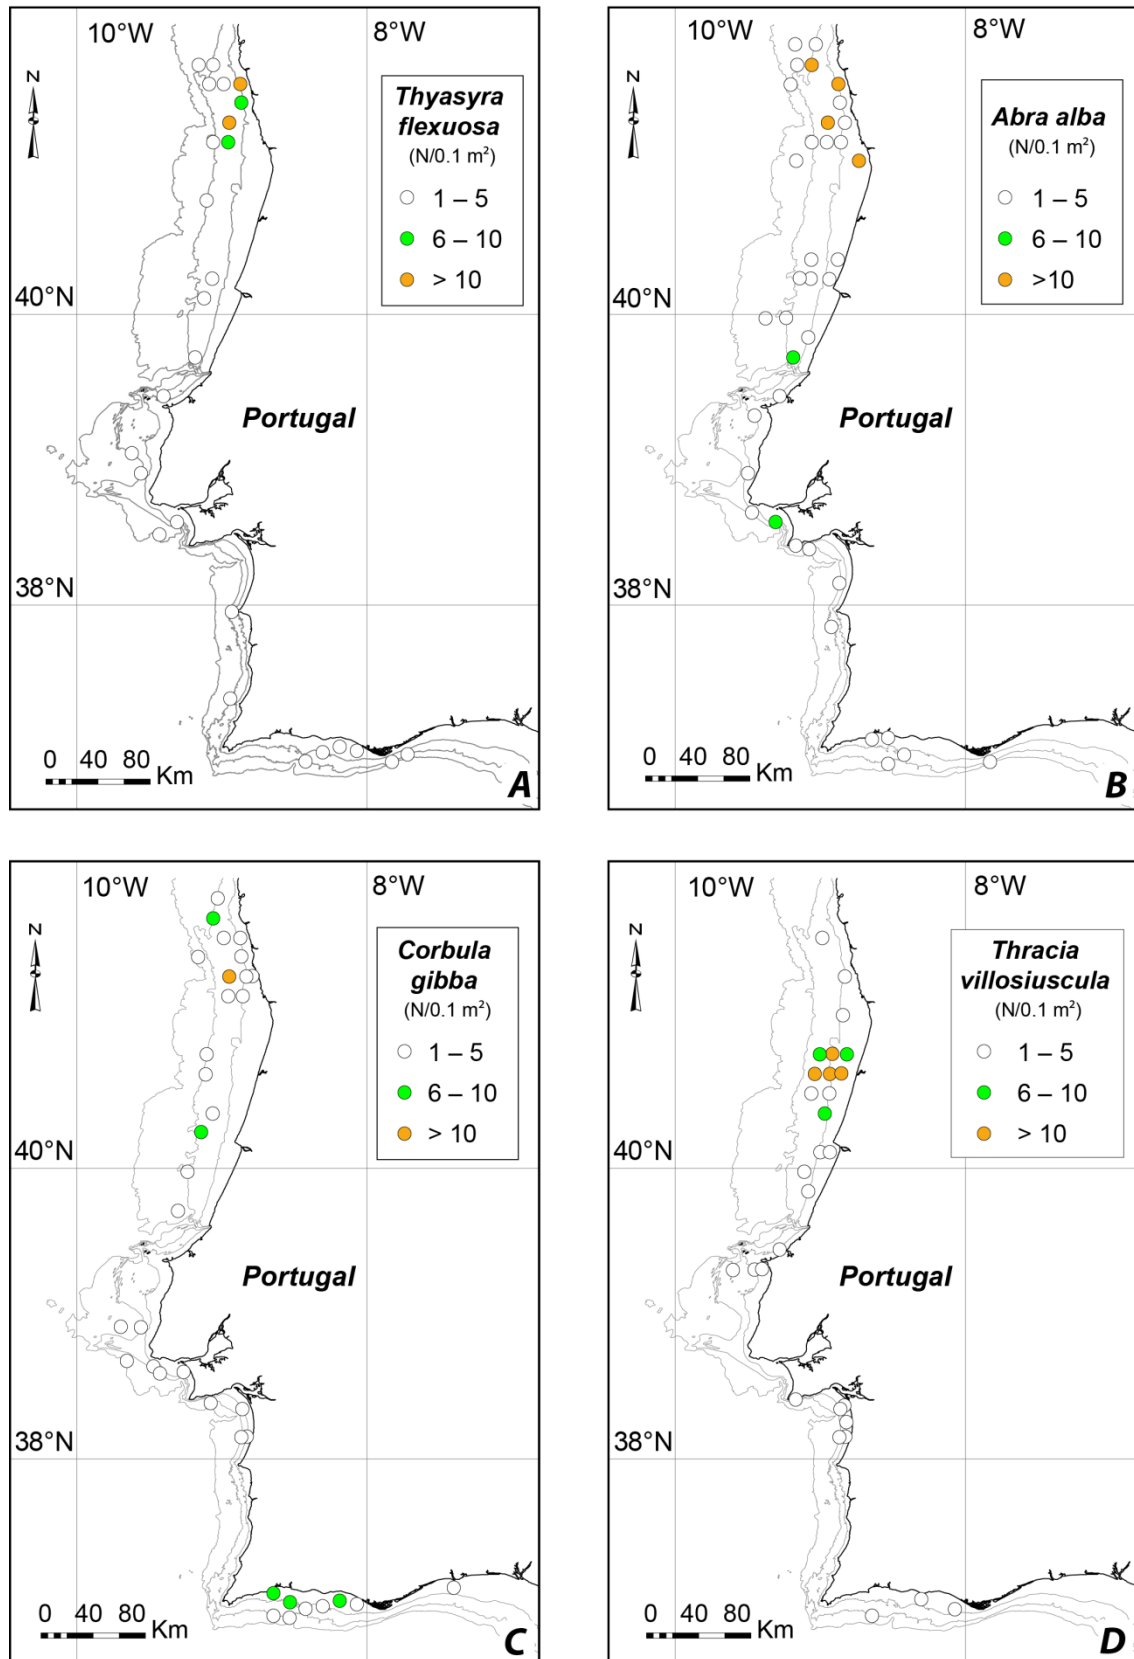 10°W 8°W
N
Thyasyra
flexuosa
(N/0.1 m²)
1 – 5
6 – 10
> 10
40°N
Portugal
38°N
0 40 80
Km
A
10°W 8°W
N
Abra alba
(N/0.1 m²)
1 – 5
6 – 10
>10
40°N
Portugal
38°N
0 40 80
Km
B
10°W 8°W
N
Corbula
gibba
(N/0.1 m²)
1 – 5
6 – 10
> 10
40°N
Portugal
38°N
0 40 80
Km
C
10°W 8°W
N
Thracia
villosiuscula
(N/0.1 m²)
1 – 5
6 – 10
> 10
40°N
Portugal
38°N
0 40 80
Km
D